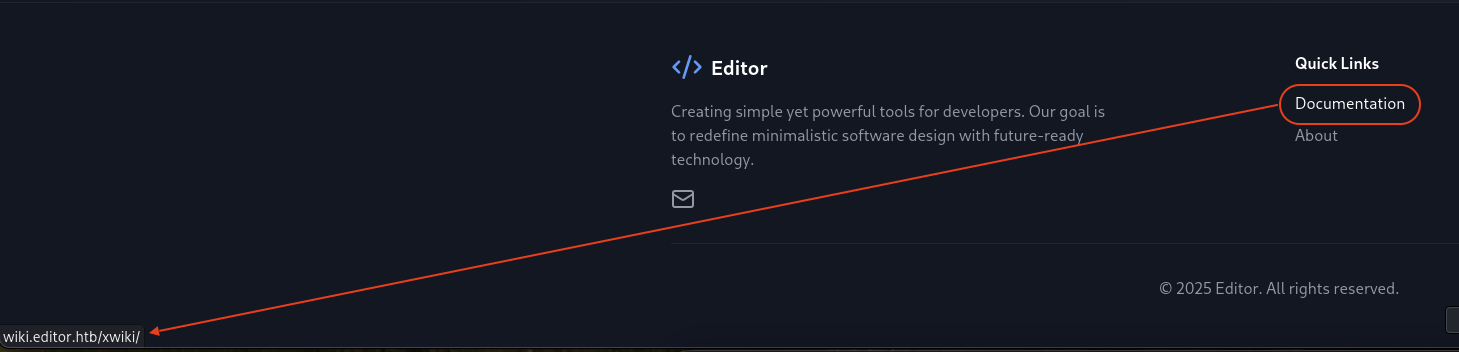 Editor
Creating simple yet powerful tools for developers. Our goal is
to redefine minimalistic software design with future-ready
technology.
Quick Links
Documentation
About
© 2025 Editor. All rights reserved.
wiki.editor.htb/xwiki/